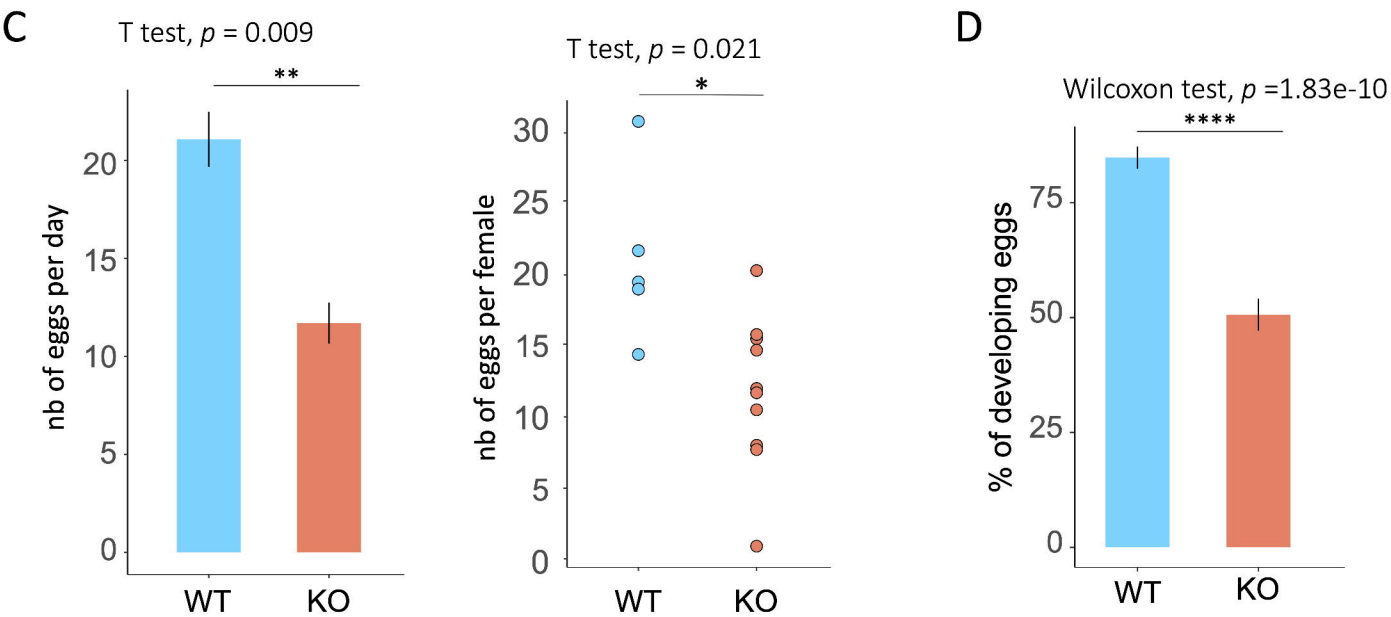 C
T test, p = 0.009
**
nb of eggs per day
20
15
10
5
0
WT KO
T test, p = 0.021
*
nb of eggs per female
30
25
20
15
10
5
0
WT KO
D
Wilcoxon test, p =1.83e-10
****
% of developing eggs
75
50
25
0
WT KO